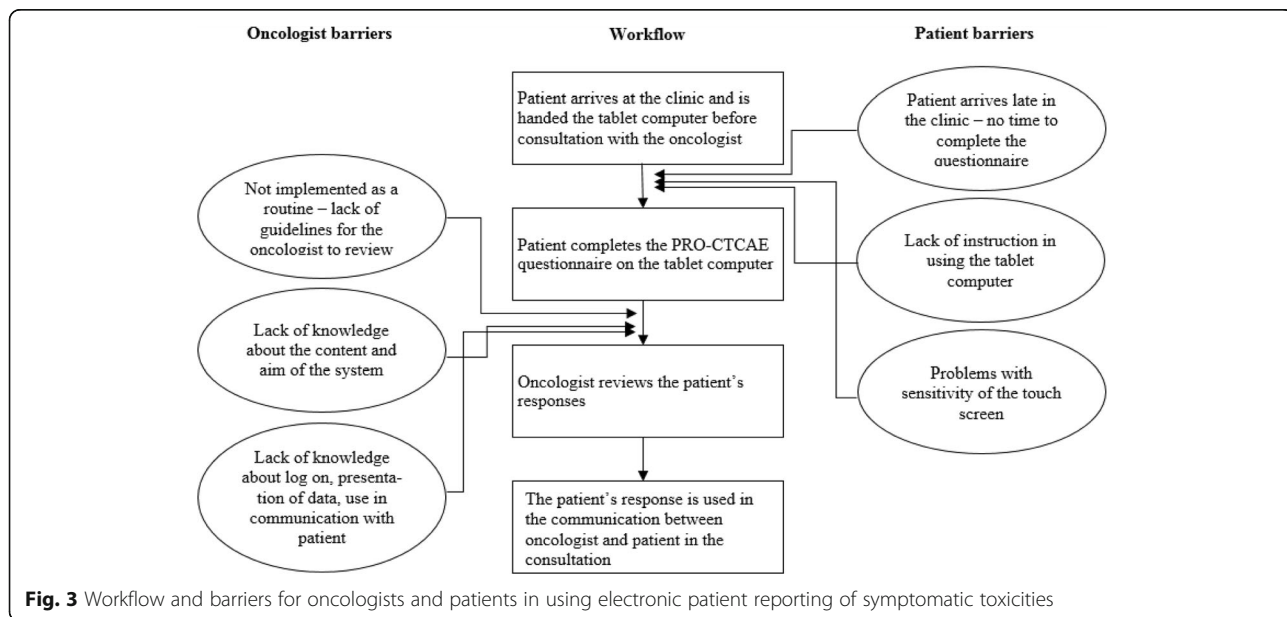 Oncologist barriers
Workflow
Patient barriers
Patient arrives at the clinic and is
handed the tablet computer before
consultation with the oncologist
Patient completes the PRO-CTCAE
questionnaire on the tablet computer
Oncologist reviews the patient's
responses
The patient's response is used in
the communication between
oncologist and patient in the
consultation
Not implemented as a
routine – lack of
guidelines for the
oncologist to review
Lack of knowledge
about the content and
aim of the system
Lack of knowledge
about log on, presenta-
tion of data, use in
communication with
patient
Patient arrives late in
the clinic – no time to
complete the
questionnaire
Lack of instruction in
using the tablet
computer
Problems with
sensitivity of the touch
screen
Fig. 3 Workflow and barriers for oncologists and patients in using electronic patient reporting of symptomatic toxicities